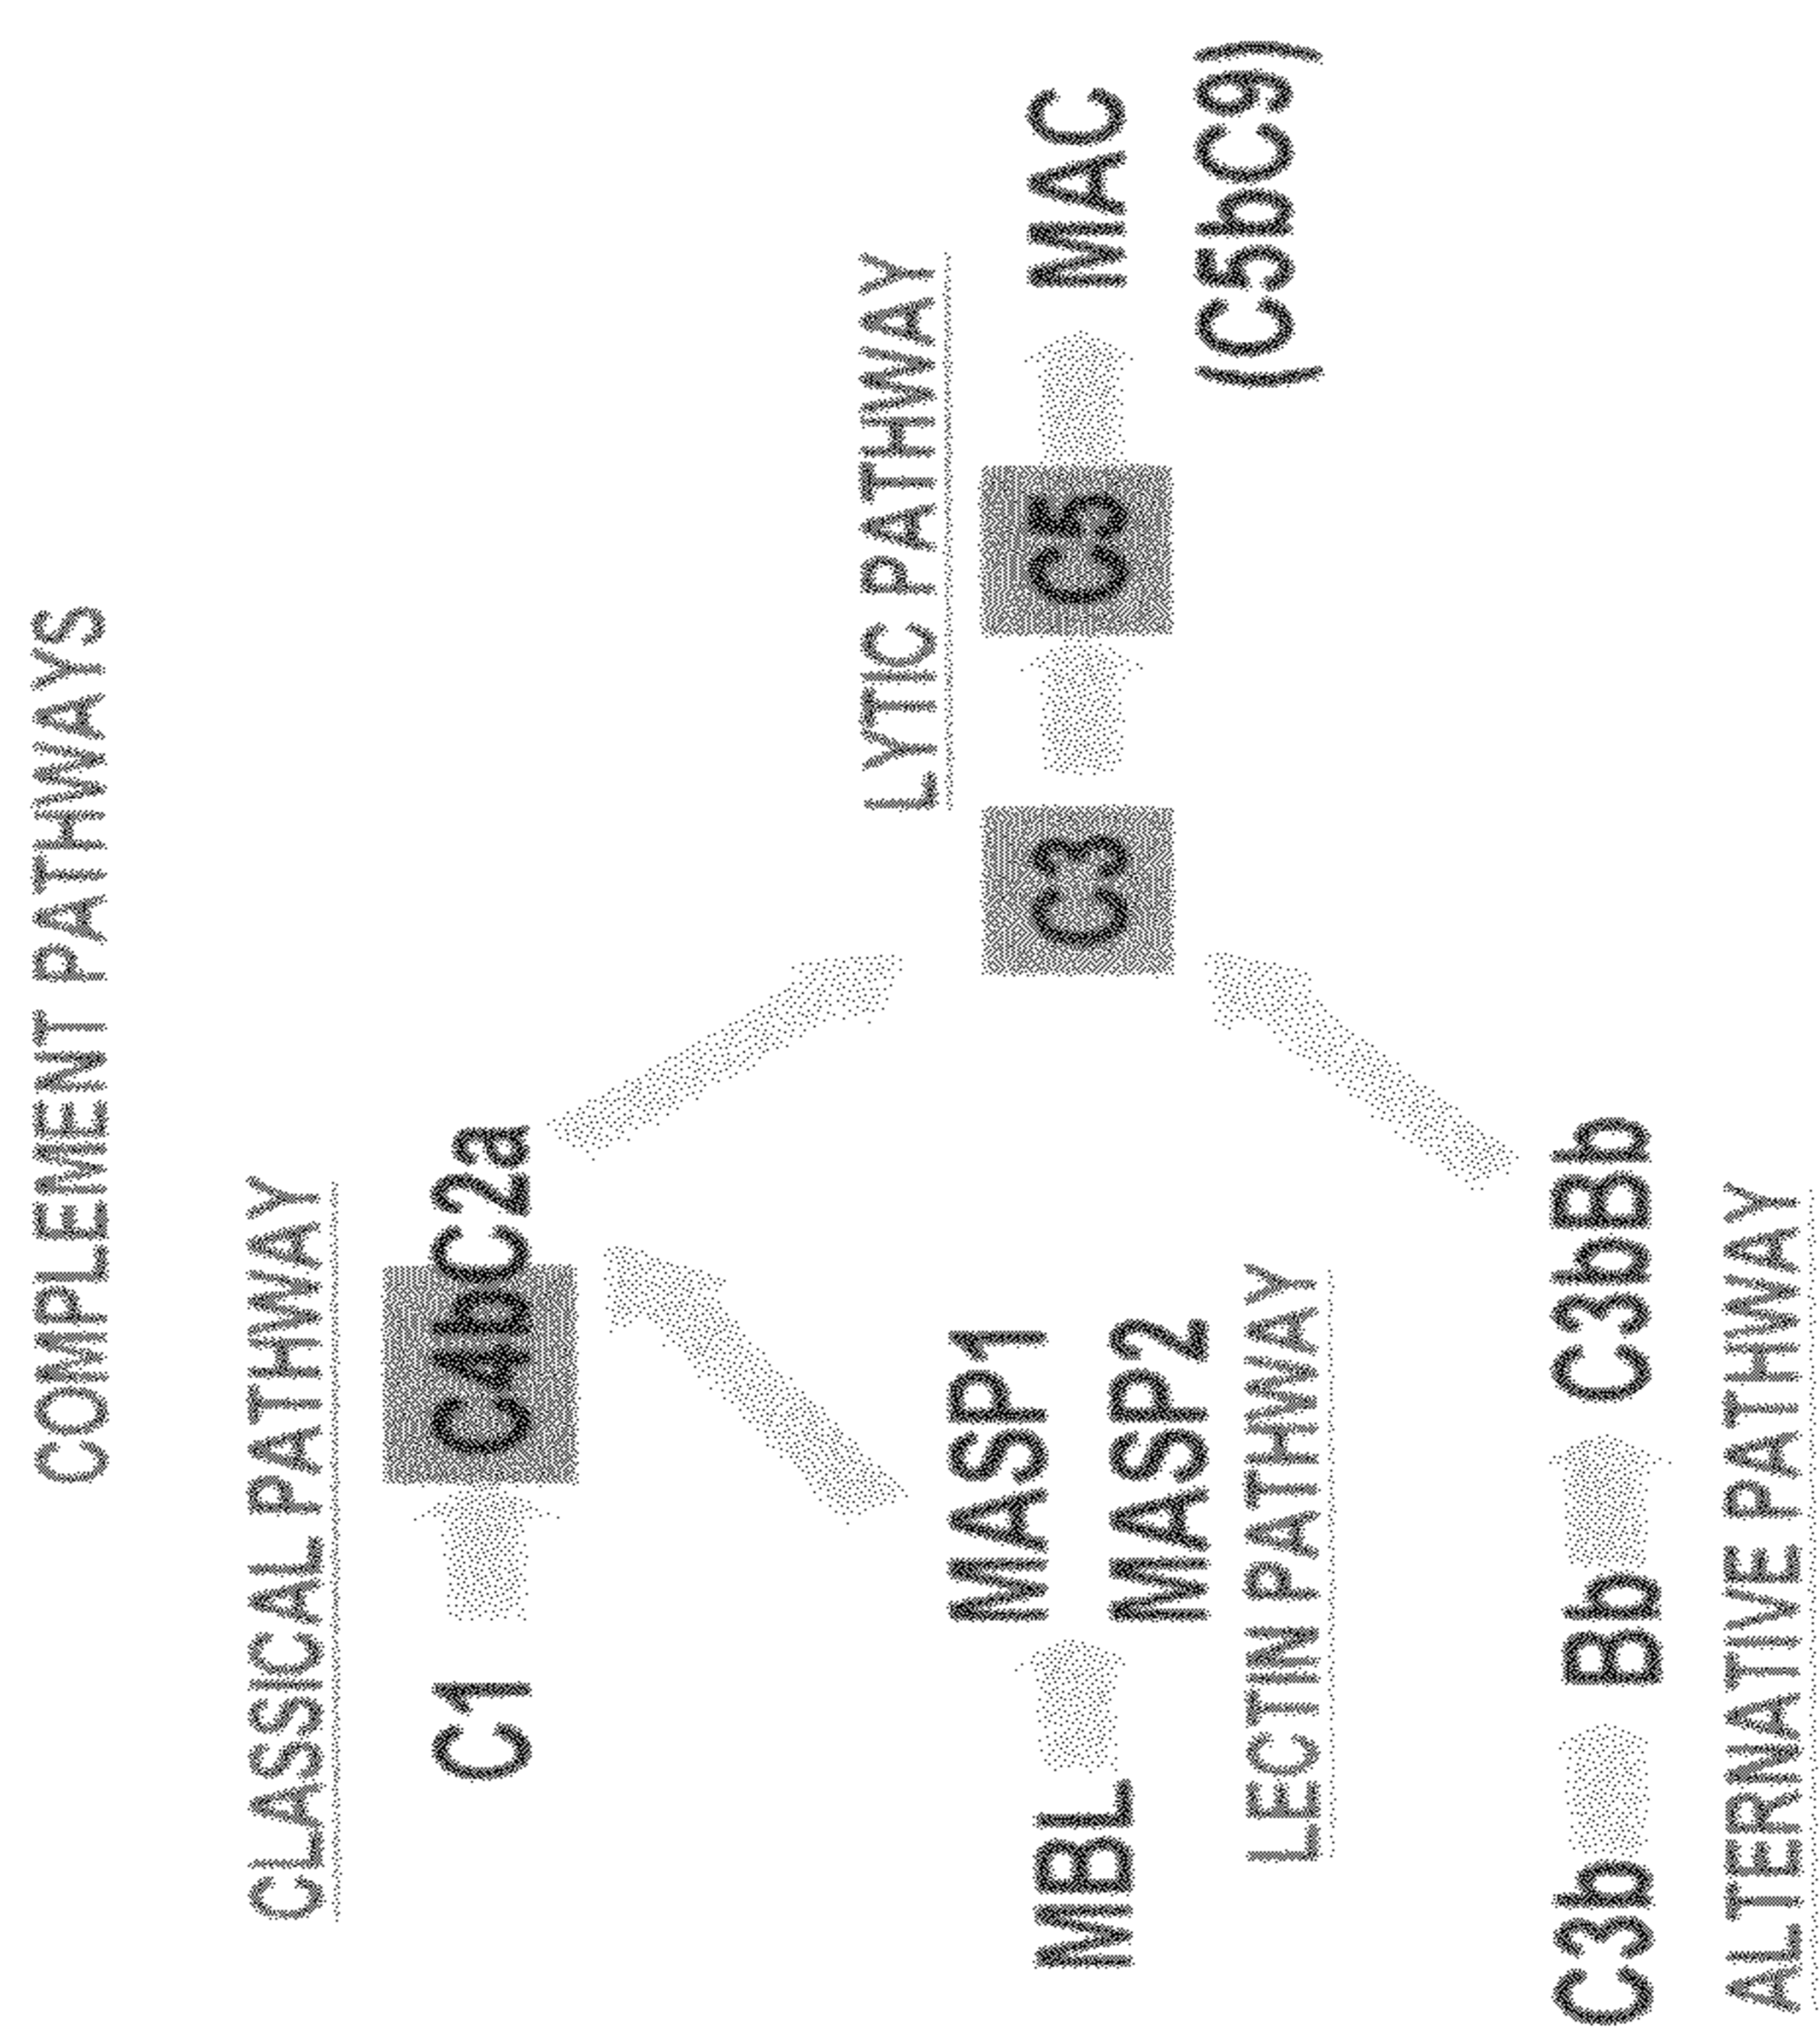 COMPLEMENT PATHWAYS
CLASSICAL PATHWAY
C1 C4bC2a
LYTIC PATHWAY
C3 C5 MAC
(C5bC9)
MBL MASP1
MASP2
LECTIN PATHWAY
C3b Bb C3bBb
ALTERNATIVE PATHWAY